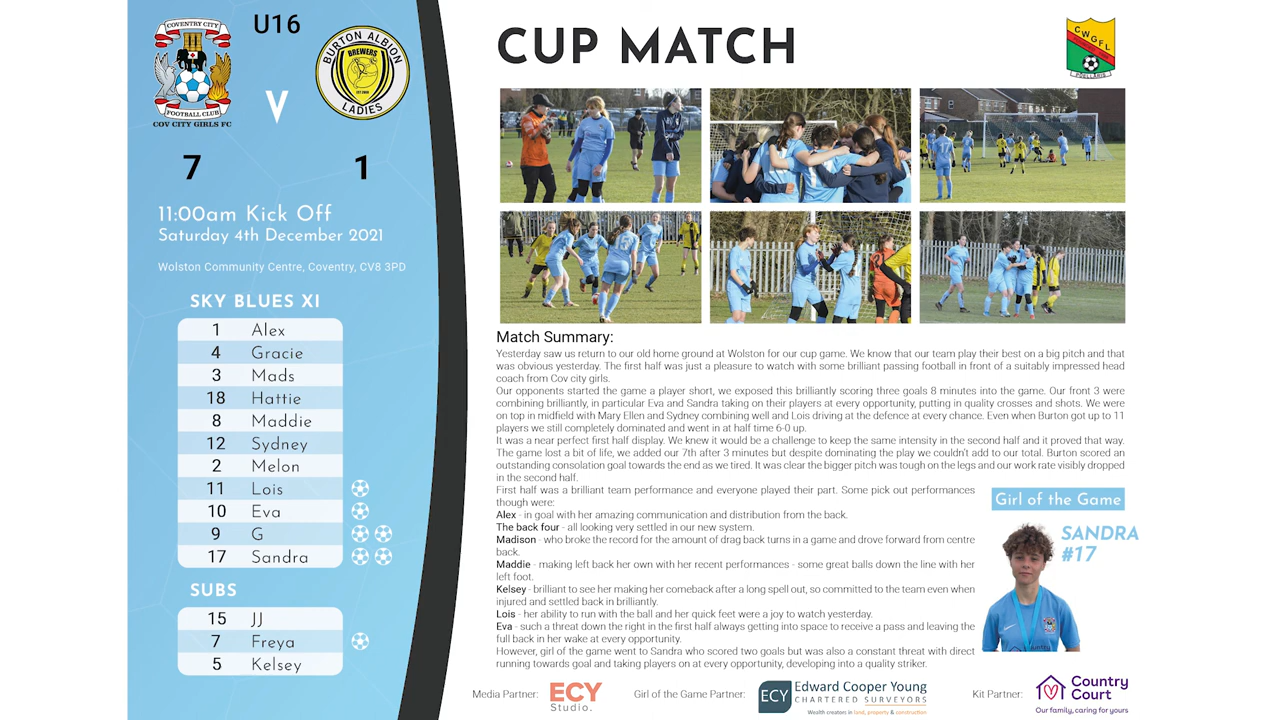 COVENTRY CITY
FOOTBALL CLUB
COV CITY GIRLS FC
U16
V
BURTON ALBION
BREWERS
LADIES
7
1
11:00am Kick Off
Saturday 4th December 2021
Wolston Community Centre, Coventry, CV8 3PD
SKY BLUES XI
1 Alex
4 Gracie
3 Mads
18 Hattie
8 Maddie
12 Sydney
2 Melon
11 Lois
10 Eva
9 G
17 Sandra
SUBS
15 JJ
7 Freya
5 Kelsey
CUP MATCH
CWGFL
Match Summary:
Yesterday saw us return to our old home ground at Wolston for our cup game. We know that our team play their best on a big pitch and that
was obvious yesterday. The first half was just a pleasure to watch with some brilliant passing football in front of a suitably impressed head
coach from Cov city girls.
Our opponents started the game a player short, we exposed this brilliantly scoring three goals 8 minutes into the game. Our front 3 were
combining brilliantly, in particular Eva and Sandra taking on their players at every opportunity, putting in quality crosses and shots. We were
on top in midfield with Mary Ellen and Sydney combining well and Lois driving at the defence at every chance. Even when Burton got up to 11
players we still completely dominated and went in at half time 6-0 up.
It was a near perfect first half display. We knew it would be a challenge to keep the same intensity in the second half and it proved that way.
The game lost a bit of life, we added our 7th after 3 minutes but despite dominating the play we couldn't add to our total. Burton scored an
outstanding consolation goal towards the end as we tired. It was clear the bigger pitch was tough on the legs and our work rate visibly dropped
in the second half.
First half was a brilliant team performance and everyone played their part. Some pick out performances
though were:
Alex - in goal with her amazing communication and distribution from the back.
The back four - all looking very settled in our new system.
Madison - who broke the record for the amount of drag back turns in a game and drove forward from centre
back.
Maddie - making left back her own with her recent performances - some great balls down the line with her
left foot.
Kelsey - brilliant to see her making her comeback after a long spell out, so committed to the team even when
injured and settled back in brilliantly.
Lois - her ability to run with the ball and her quick feet were a joy to watch yesterday.
Eva - such a threat down the right in the first half always getting into space to receive a pass and leaving the
full back in her wake at every opportunity.
However, girl of the game went to Sandra who scored two goals but was also a constant threat with direct
running towards goal and taking players on at every opportunity, developing into a quality striker.
Girl of the Game
SANDRA
#17
Media Partner:
ECY
Studio.
Girl of the Game Partner:
ECY
Edward Cooper Young
CHARTERED SURVEYORS
Wealth creators in land, property & construction
Kit Partner:
Country
Court
Our family, caring for yours